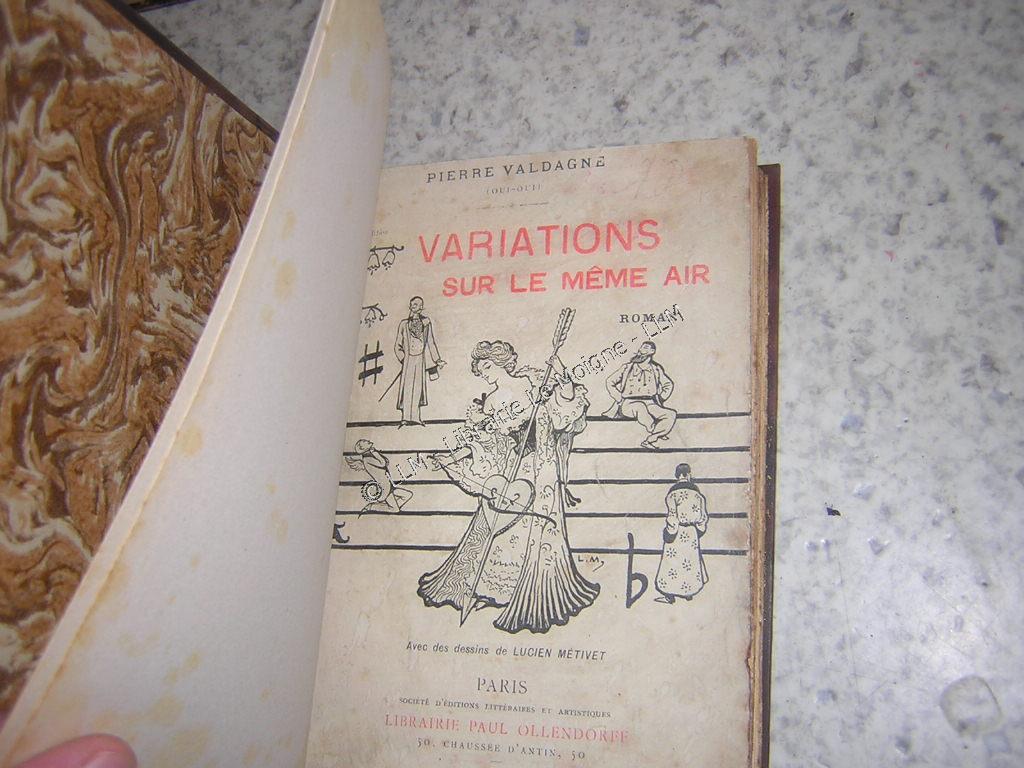 PIERRE VALDAGNE
(OUI-OUI)
VARIATIONS
SUR LE MÊME AIR
ROMAN
© LLM - Librairie Le Moigne - LLM
L.M,
Avec des dessins de LUCIEN MÉTIVET
PARIS
SOCIÉTÉ D'ÉDITIONS LITTÉRAIRES ET ARTISTIQUES
LIBRAIRIE PAUL OLLENDORFF
50, CHAUSSÉE D'ANTIN, 50